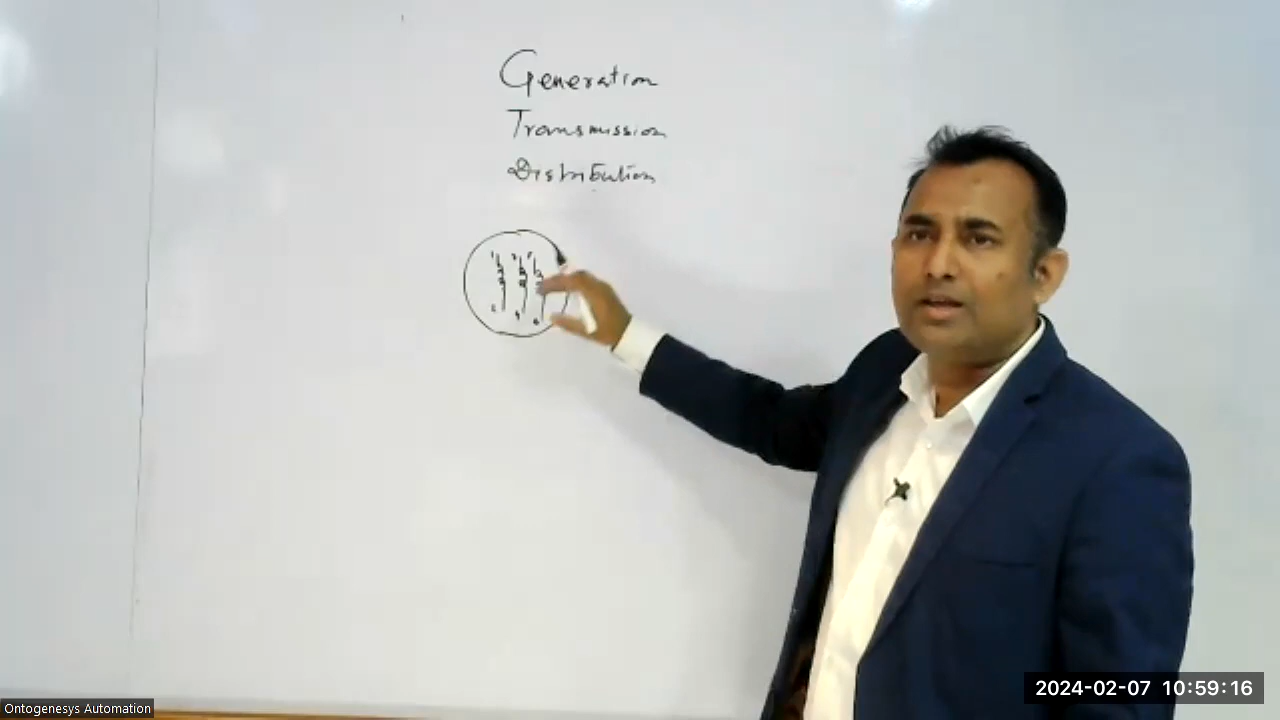 Generation
Transmission
Distribution
Ontogenesys Automation
2024-02-07 10:59:16